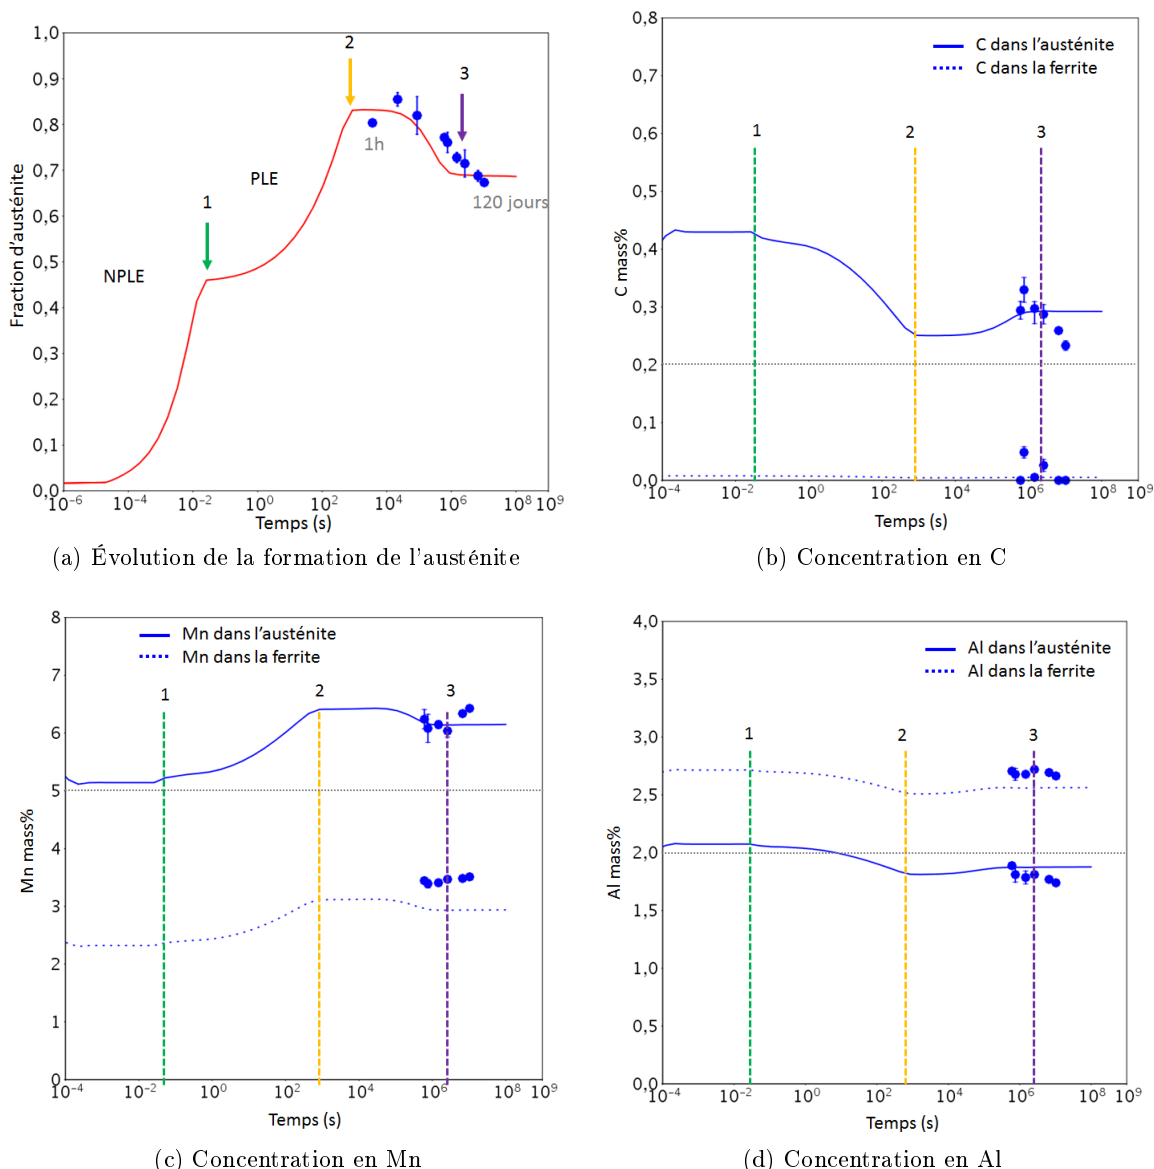 1,0
0,9
0,8
0,7
0,6
0,5
0,4
0,3
0,2
0,1
0,0
Fraction d'austénite
1
2
3
NPLE
PLE
1h
120 jours
10⁻⁶ 10⁻⁴ 10⁻² 10⁰ 10² 10⁴ 10⁶ 10⁸ 10⁹
Temps (s)
(a) Évolution de la formation de l'austénite
0,8
0,7
0,6
0,5
0,4
0,3
0,2
0,1
0,0
C mass%
C dans l'austénite
C dans la ferrite
1
2
3
10⁻⁴ 10⁻² 10⁰ 10² 10⁴ 10⁶ 10⁸ 10⁹
Temps (s)
(b) Concentration en C
8
7
6
5
4
3
2
1
0
Mn mass%
Mn dans l'austénite
Mn dans la ferrite
1
2
3
10⁻⁴ 10⁻² 10⁰ 10² 10⁴ 10⁶ 10⁸ 10⁹
Temps (s)
(c) Concentration en Mn
4,0
3,5
3,0
2,5
2,0
1,5
1,0
0,5
0,0
Al mass%
Al dans l'austénite
Al dans la ferrite
1
2
3
10⁻⁴ 10⁻² 10⁰ 10² 10⁴ 10⁶ 10⁸ 10⁹
Temps (s)
(d) Concentration en Al